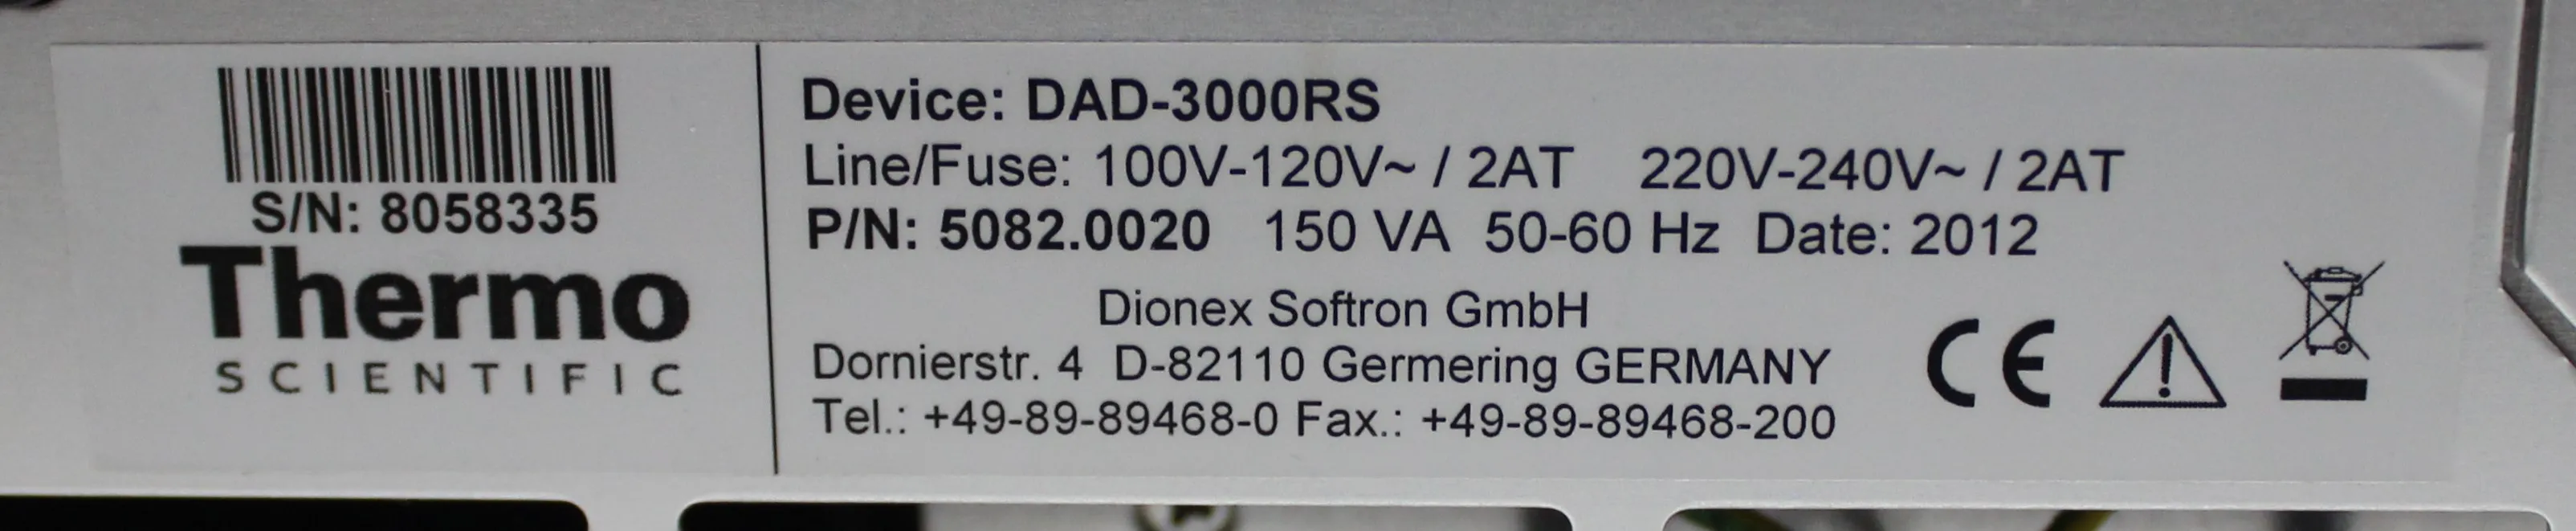 S/N: 8058335
Thermo
SCIENTIFIC
Device: DAD-3000RS
Line/Fuse: 100V-120V~ / 2AT 220V-240V~ / 2AT
P/N: 5082.0020 150 VA 50-60 Hz Date: 2012
Dionex Softron GmbH
Dornierstr. 4 D-82110 Germering GERMANY
Tel.: +49-89-89468-0 Fax.: +49-89-89468-200
CE